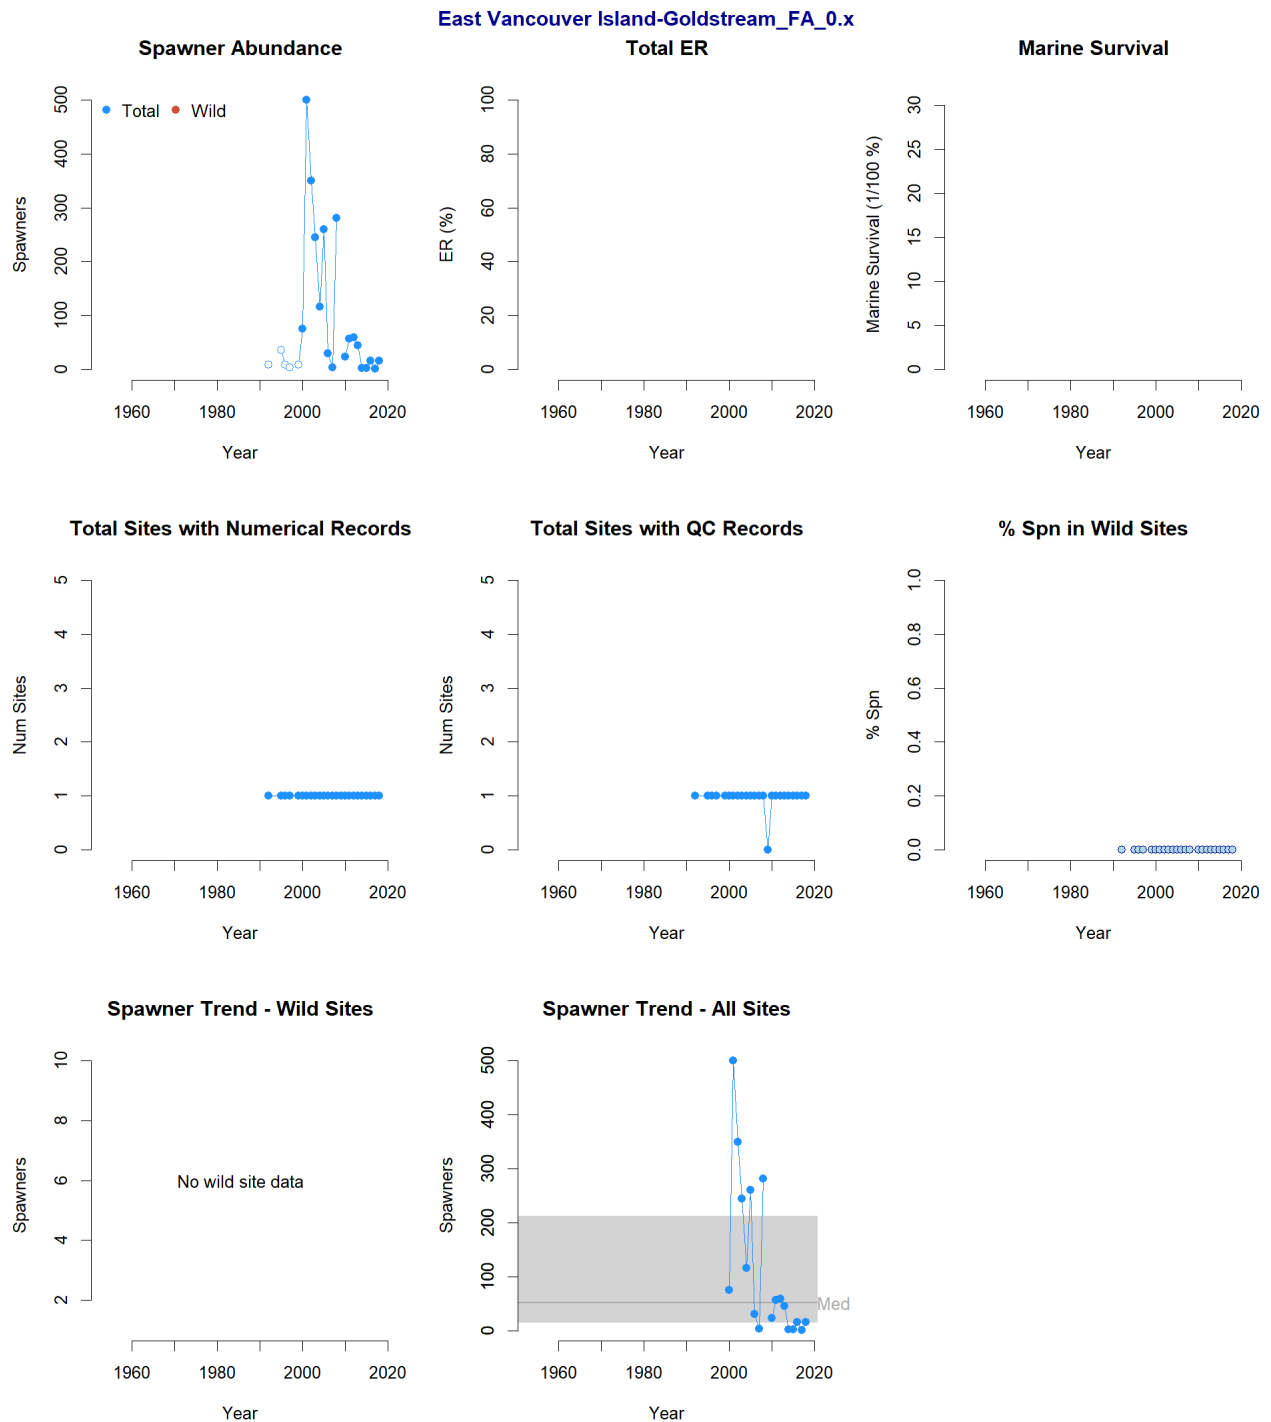 East Vancouver Island-Goldstream_FA_0.x
Spawner Abundance
Total ER
Marine Survival
Total
Wild
Spawners
0
100
200
300
400
500
1960
1980
2000
2020
Year
ER (%)
0
20
40
60
80
100
1960
1980
2000
2020
Year
Marine Survival (1/100 %)
0
5
10
15
20
25
30
1960
1980
2000
2020
Year
Total Sites with Numerical Records
Total Sites with QC Records
% Spn in Wild Sites
Num Sites
0
1
2
3
4
5
1960
1980
2000
2020
Year
Num Sites
0
1
2
3
4
5
1960
1980
2000
2020
Year
% Spn
0.0
0.2
0.4
0.6
0.8
1.0
1960
1980
2000
2020
Year
Spawner Trend - Wild Sites
Spawner Trend - All Sites
Spawners
2
4
6
8
10
No wild site data
1960
1980
2000
2020
Year
Spawners
0
100
200
300
400
500
Med
1960
1980
2000
2020
Year